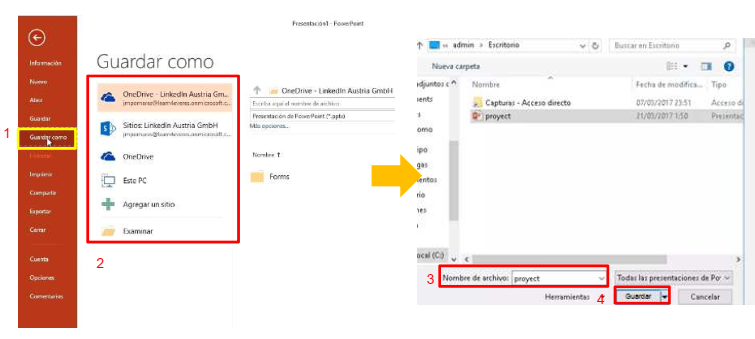 Presentación1 - PowerPoint
Información
Nuevo
Abrir
Guardar
1
Guardar como
Imprimir
Compartir
Exportar
Cerrar
Cuenta
Opciones
Comentarios
Guardar como
OneDrive - LinkedIn Austria Gm...
Sitios: LinkedIn Austria GmbH
OneDrive
Este PC
Agregar un sitio
Examinar
2
OneDrive - LinkedIn Austria GmbH
Escriba aquí el nombre de archivo
Presentación de PowerPoint (*.pptx)
Más opciones...
Nombre ↑
Forms
admin > Escritorio
Buscar en Escritorio
Nueva carpeta
Nombre
Fecha de modifica...
Tipo
Capturas - Acceso directo
07/03/2017 23:51
Acceso di
proyect
21/03/2017 1:50
Presentac
ocal (C:)
3
Nombre de archivo: proyect
Todas las presentaciones de Po
Herramientas
4
Guardar
Cancelar